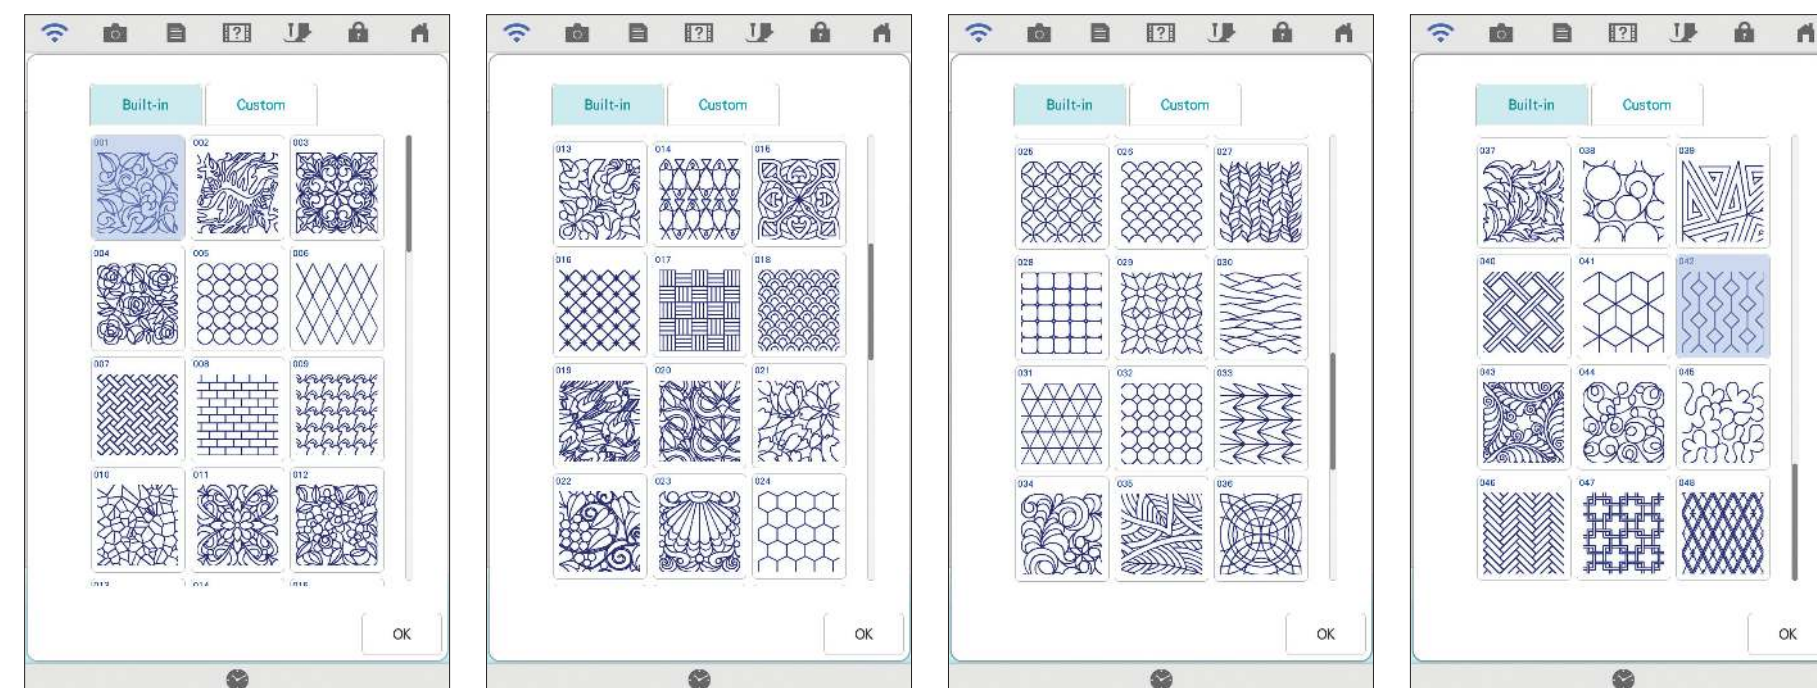 Built-in Custom
001 002 003
004 005 006
007 008 009
010 011 012
013 014 015
OK
Built-in Custom
013 014 015
016 017 018
019 020 021
022 023 024
OK
Built-in Custom
025 026 027
028 029 030
031 032 033
034 035 036
OK
Built-in Custom
037 038 039
040 041 042
043 044 045
046 047 048
OK